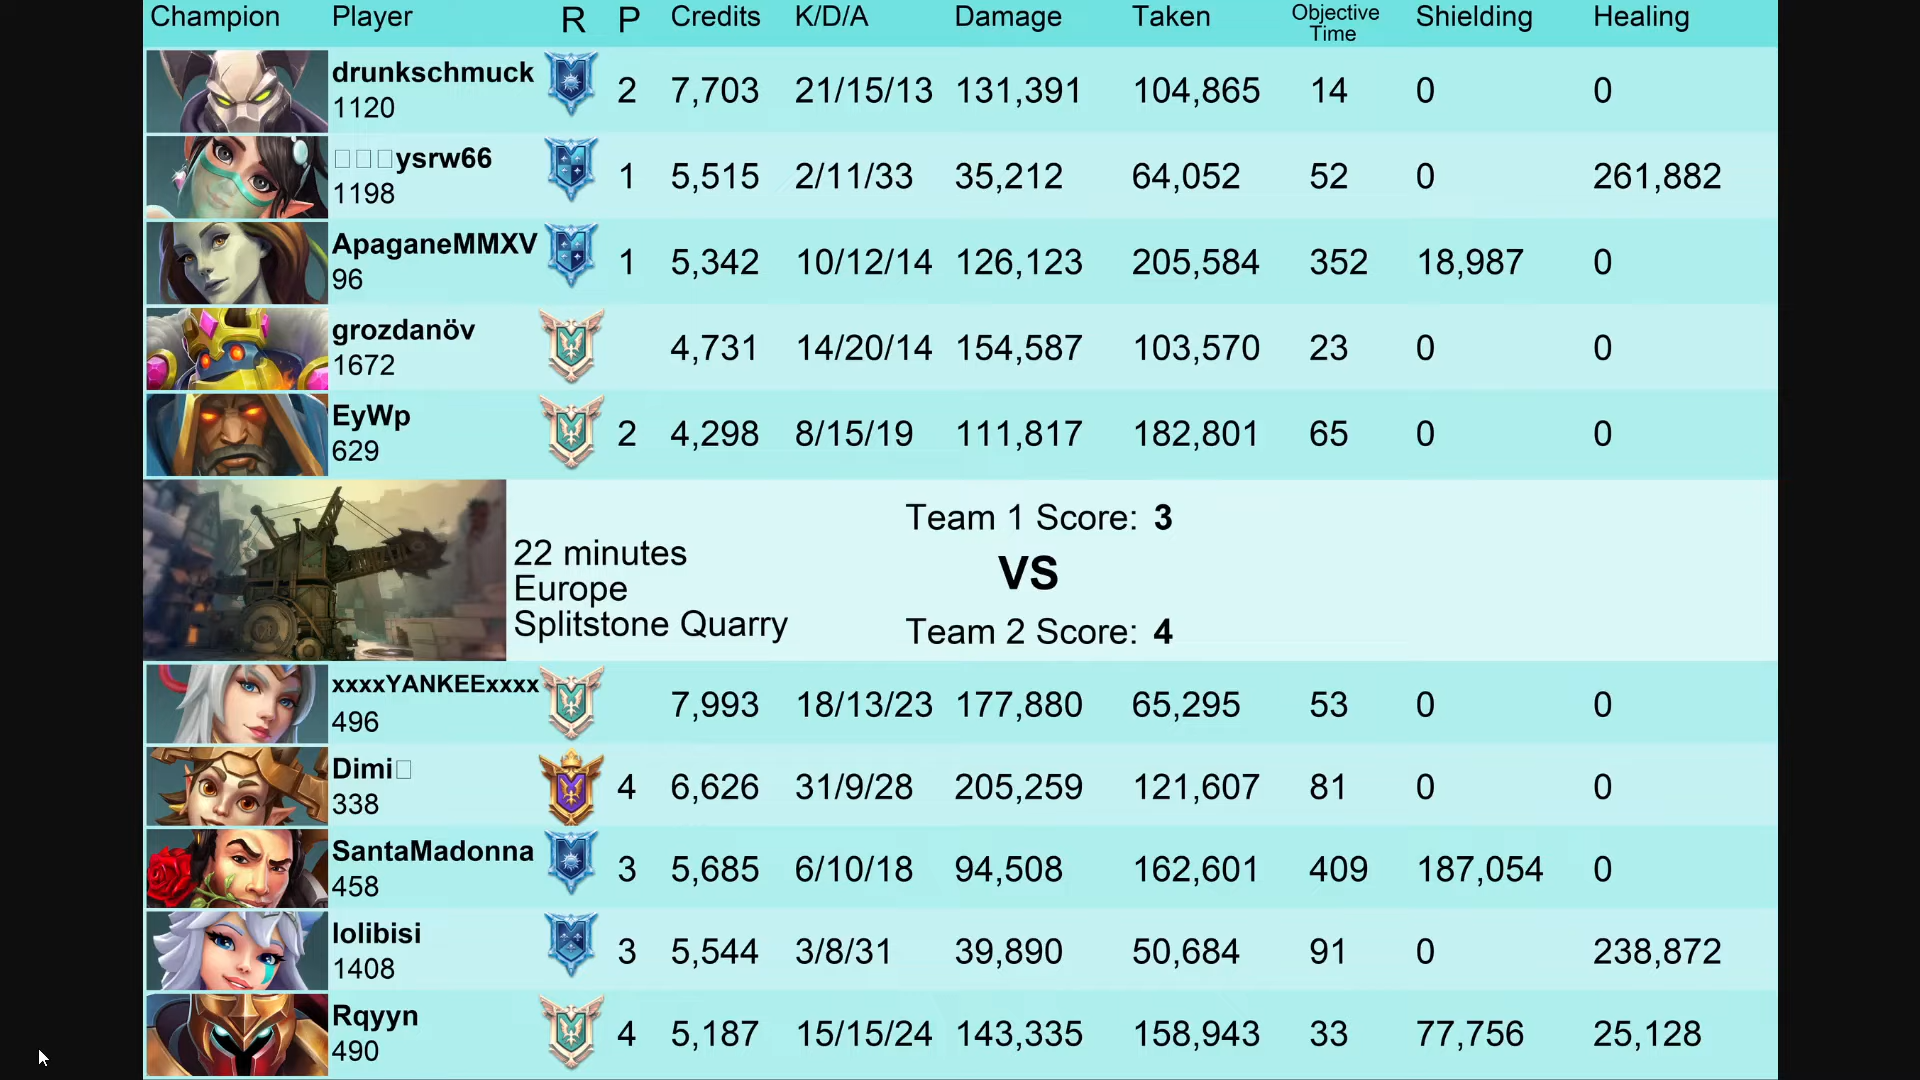 Champion Player R P Credits K/D/A Damage Taken Objective Time Shielding Healing
drunkschmuck
1120
2 7,703 21/15/13 131,391 104,865 14 0 0
□□□ysrw66
1198
1 5,515 2/11/33 35,212 64,052 52 0 261,882
ApaganeMMXV
96
1 5,342 10/12/14 126,123 205,584 352 18,987 0
grozdanöv
1672
4,731 14/20/14 154,587 103,570 23 0 0
EyWp
629
2 4,298 8/15/19 111,817 182,801 65 0 0
Team 1 Score: 3
22 minutes
VS
Europe
Splitstone Quarry
Team 2 Score: 4
xxxxYANKEExxxx
496
7,993 18/13/23 177,880 65,295 53 0 0
Dimi□
338
4 6,626 31/9/28 205,259 121,607 81 0 0
SantaMadonna
458
3 5,685 6/10/18 94,508 162,601 409 187,054 0
lolibisi
1408
3 5,544 3/8/31 39,890 50,684 91 0 238,872
Rqyyn
490
4 5,187 15/15/24 143,335 158,943 33 77,756 25,128